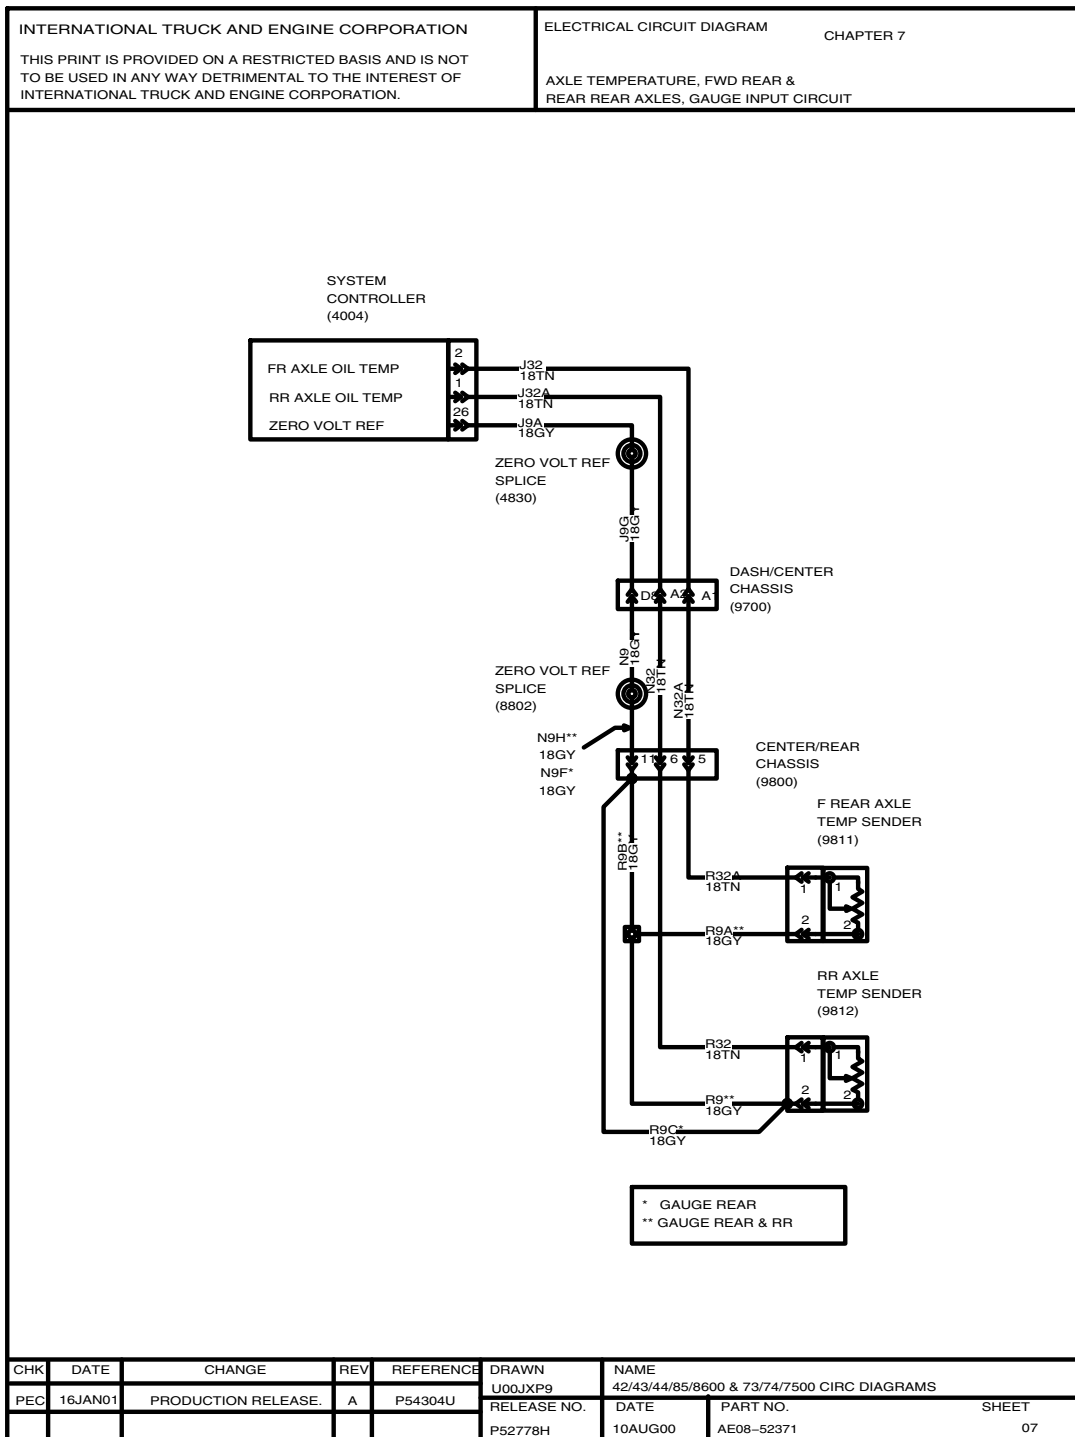 INTERNATIONAL TRUCK AND ENGINE CORPORATION
THIS PRINT IS PROVIDED ON A RESTRICTED BASIS AND IS NOT
TO BE USED IN ANY WAY DETRIMENTAL TO THE INTEREST OF
INTERNATIONAL TRUCK AND ENGINE CORPORATION.
ELECTRICAL CIRCUIT DIAGRAM
CHAPTER 7
AXLE TEMPERATURE, FWD REAR &
REAR REAR AXLES, GAUGE INPUT CIRCUIT
SYSTEM
CONTROLLER
(4004)
FR AXLE OIL TEMP
2
J32
18TN
RR AXLE OIL TEMP
1
J32A
18TN
ZERO VOLT REF
26
J9A
18GY
ZERO VOLT REF
SPLICE
(4830)
J9G
18GY
D8
A2
A1
DASH/CENTER
CHASSIS
(9700)
N9
18GY
N32
18TN
N32A
18TN
ZERO VOLT REF
SPLICE
(8802)
N9H**
18GY
N9F*
18GY
11
6
5
CENTER/REAR
CHASSIS
(9800)
F REAR AXLE
TEMP SENDER
(9811)
R9B**
18GY
R32A
18TN
1
1
R9A**
18GY
2
2
RR AXLE
TEMP SENDER
(9812)
R32
18TN
1
1
R9**
18GY
2
2
R9C*
18GY
* GAUGE REAR
** GAUGE REAR & RR
CHK DATE CHANGE REV REFERENCE
PEC 16JAN01 PRODUCTION RELEASE. A P54304U
DRAWN
U00JXP9
NAME
42/43/44/85/8600 & 73/74/7500 CIRC DIAGRAMS
RELEASE NO. DATE PART NO. SHEET
P52778H 10AUG00 AE08–52371 07